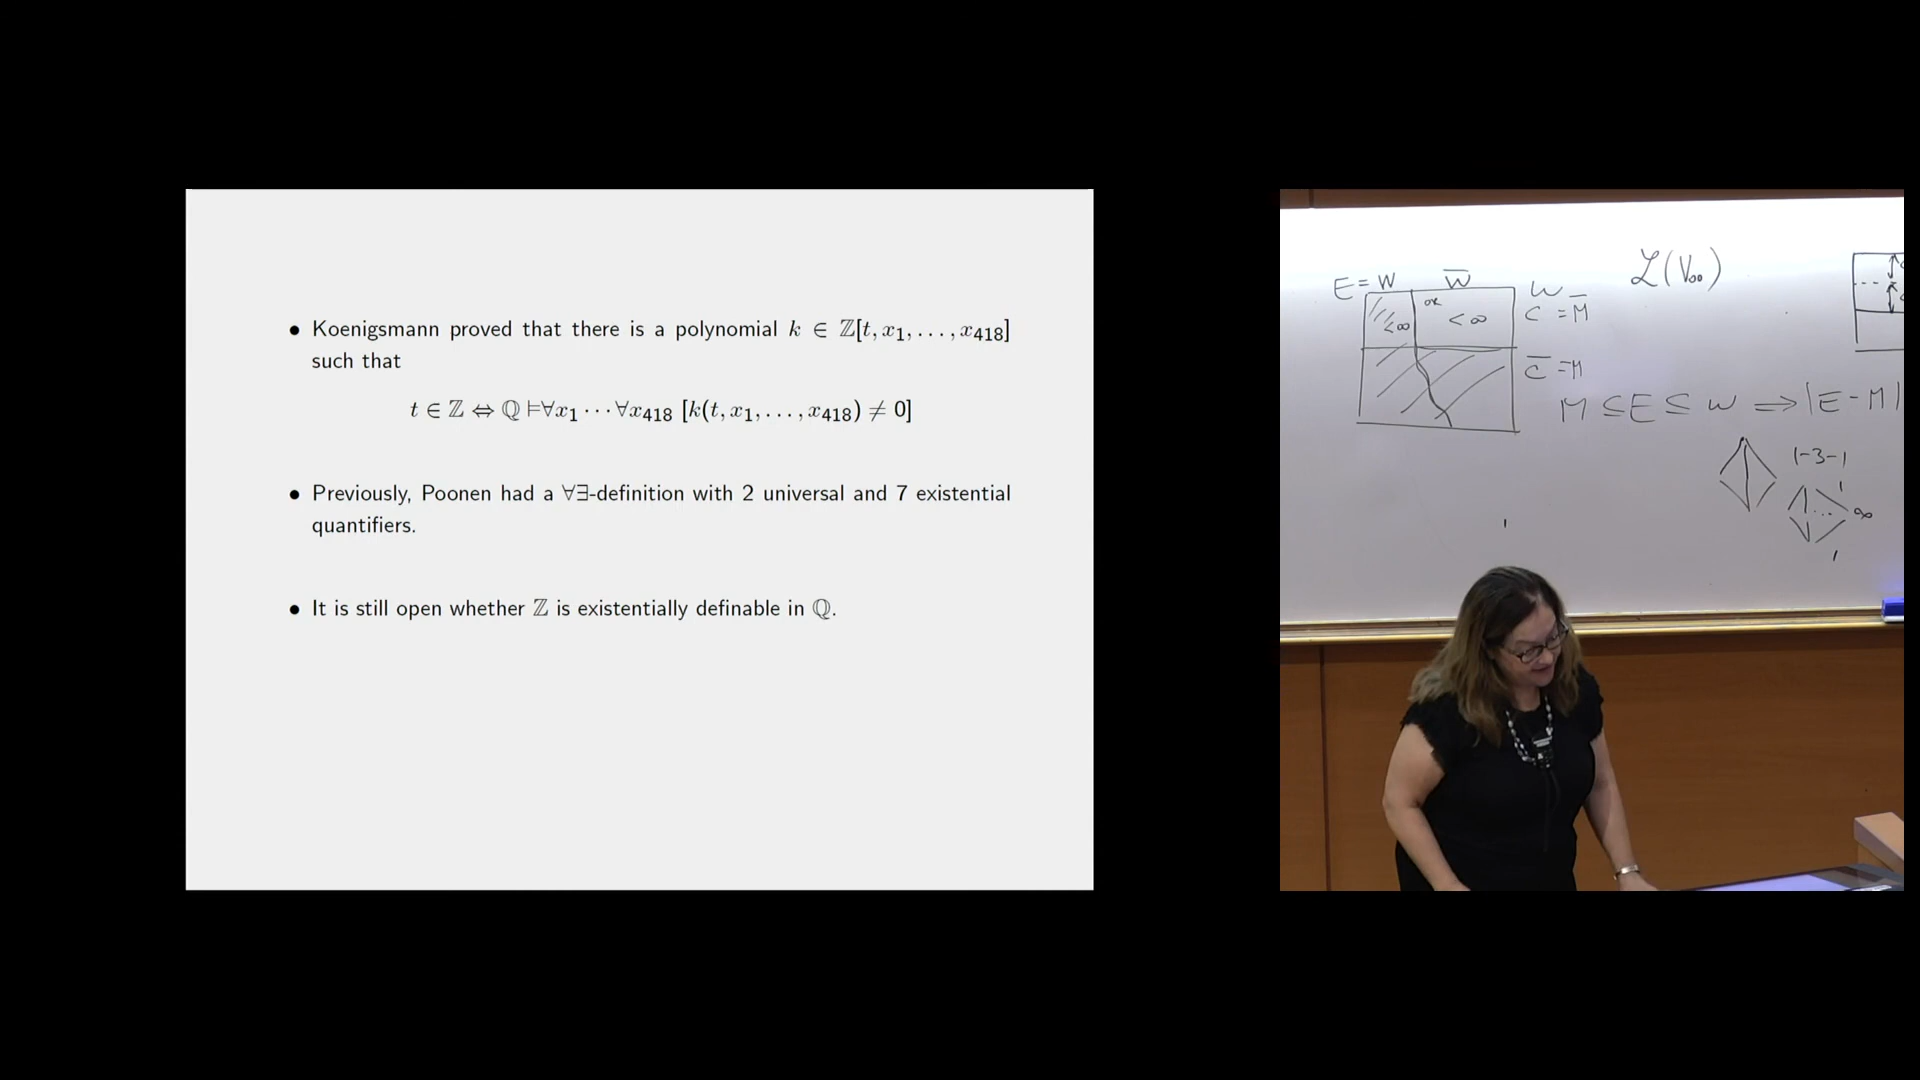 • Koenigsmann proved that there is a polynomial k ∈ ℤ[t, x₁, . . . , x₄₁₈]
such that
t ∈ ℤ ⇔ ℚ ⊨∀x₁ · · · ∀x₄₁₈ [k(t, x₁, . . . , x₄₁₈) ≠ 0]
• Previously, Poonen had a ∀∃-definition with 2 universal and 7 existential
quantifiers.
• It is still open whether ℤ is existentially definable in ℚ.
E = W W̅
<∞ <∞
C = M̅
C̅ = M
L(V∞)
M ⊆ E ⊆ W ⟹ |E - M|
1-3-1
1
... ∞
1